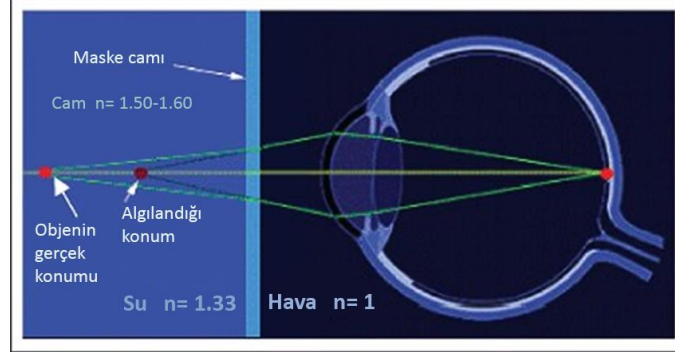 Maske camı
Cam n= 1.50-1.60
Objenin
gerçek
konumu
Algılandığı
konum
Su n= 1.33
Hava n= 1